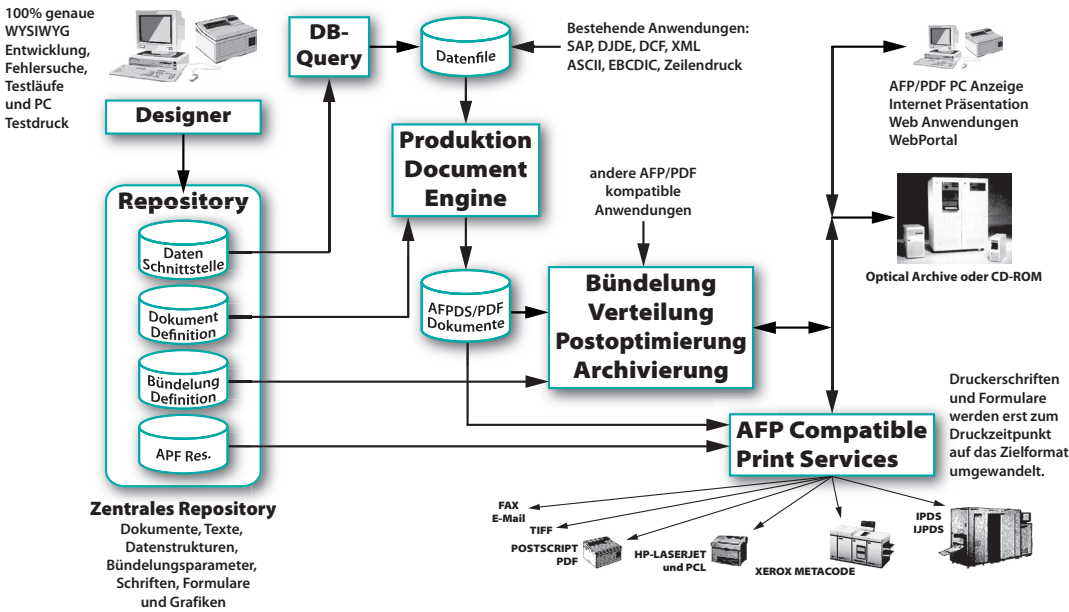 100% genaue
WYSIWYG
Entwicklung,
Fehlersuche,
Testläufe
und PC
Testdruck
Designer
Repository
Daten
Schnittstelle
Dokument
Definition
Bündelung
Definition
APF Res.
Zentrales Repository
Dokumente, Texte,
Datenstrukturen,
Bündelungsparameter,
Schriften, Formulare
und Grafiken
DB-
Query
Datenfile
Bestehende Anwendungen:
SAP, DJDE, DCF, XML
ASCII, EBCDIC, Zeilendruck
Produktion
Document
Engine
AFPDS/PDF
Dokumente
andere AFP/PDF
kompatible
Anwendungen
Bündelung
Verteilung
Postoptimierung
Archivierung
AFP/PDF PC Anzeige
Internet Präsentation
Web Anwendungen
WebPortal
Optical Archive oder CD-ROM
Druckerschriften
und Formulare
werden erst zum
Druckzeitpunkt
auf das Zielformat
umgewandelt.
AFP Compatible
Print Services
FAX
E-Mail
TIFF
POSTSCRIPT
PDF
HP-LASERJET
und PCL
XEROX METACODE
IPDS
IJPDS